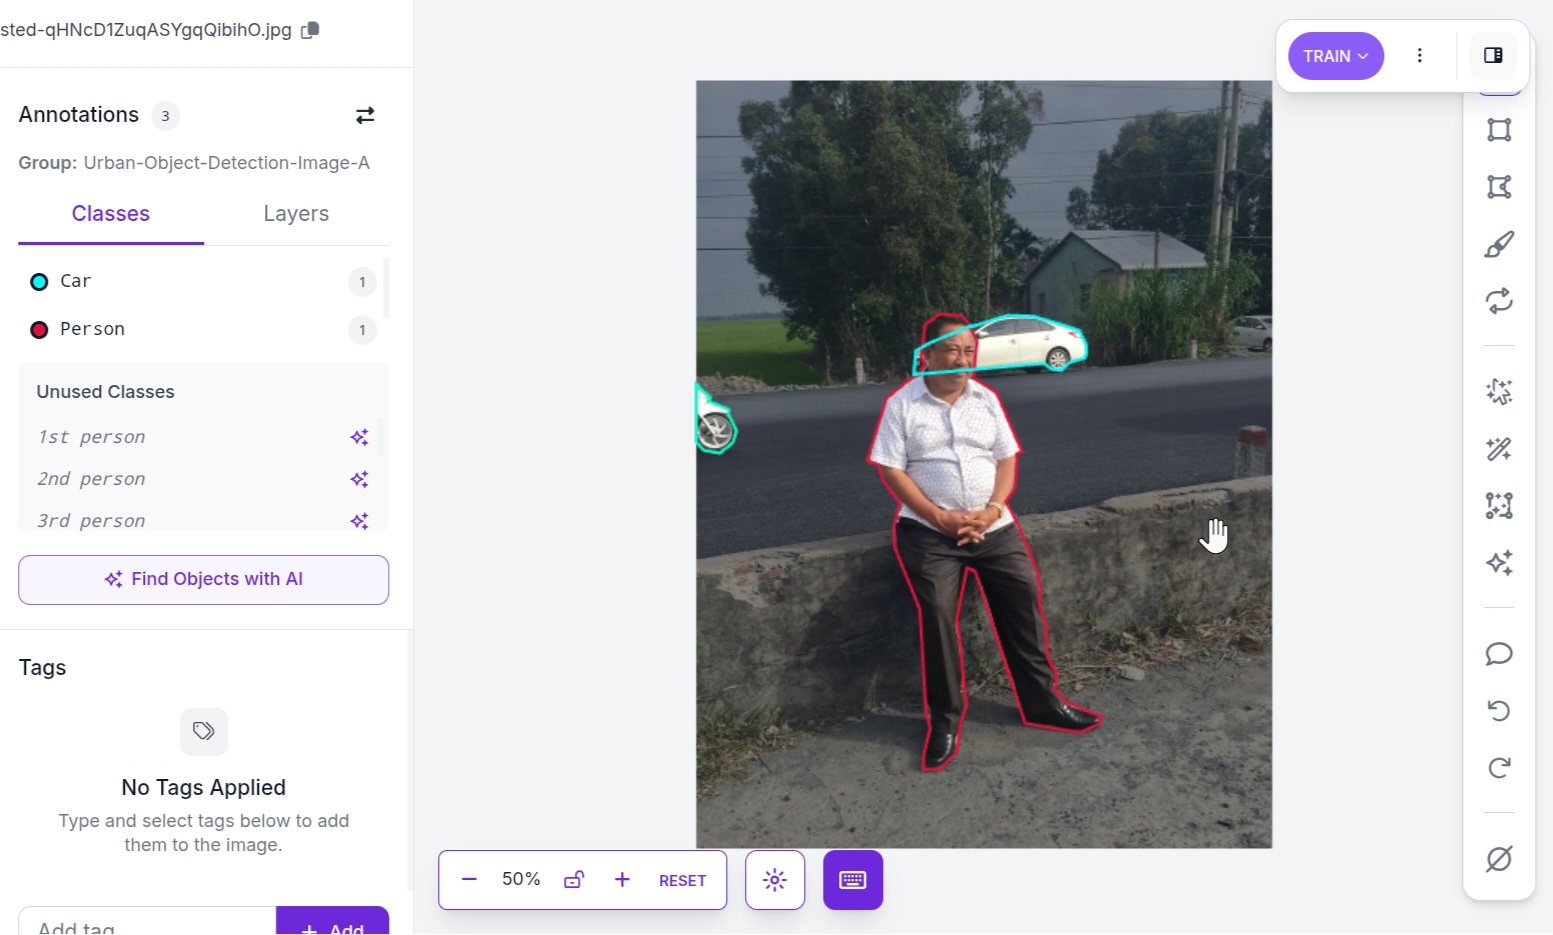 sted-qHNcD1ZuqASYgqQibihO.jpg
Annotations 3
Group: Urban-Object-Detection-Image-A
Classes Layers
Car 1
Person 1
Unused Classes
1st person
2nd person
3rd person
Find Objects with AI
Tags
No Tags Applied
Type and select tags below to add
them to the image.
Add tag
+ Add
TRAIN
50%
RESET